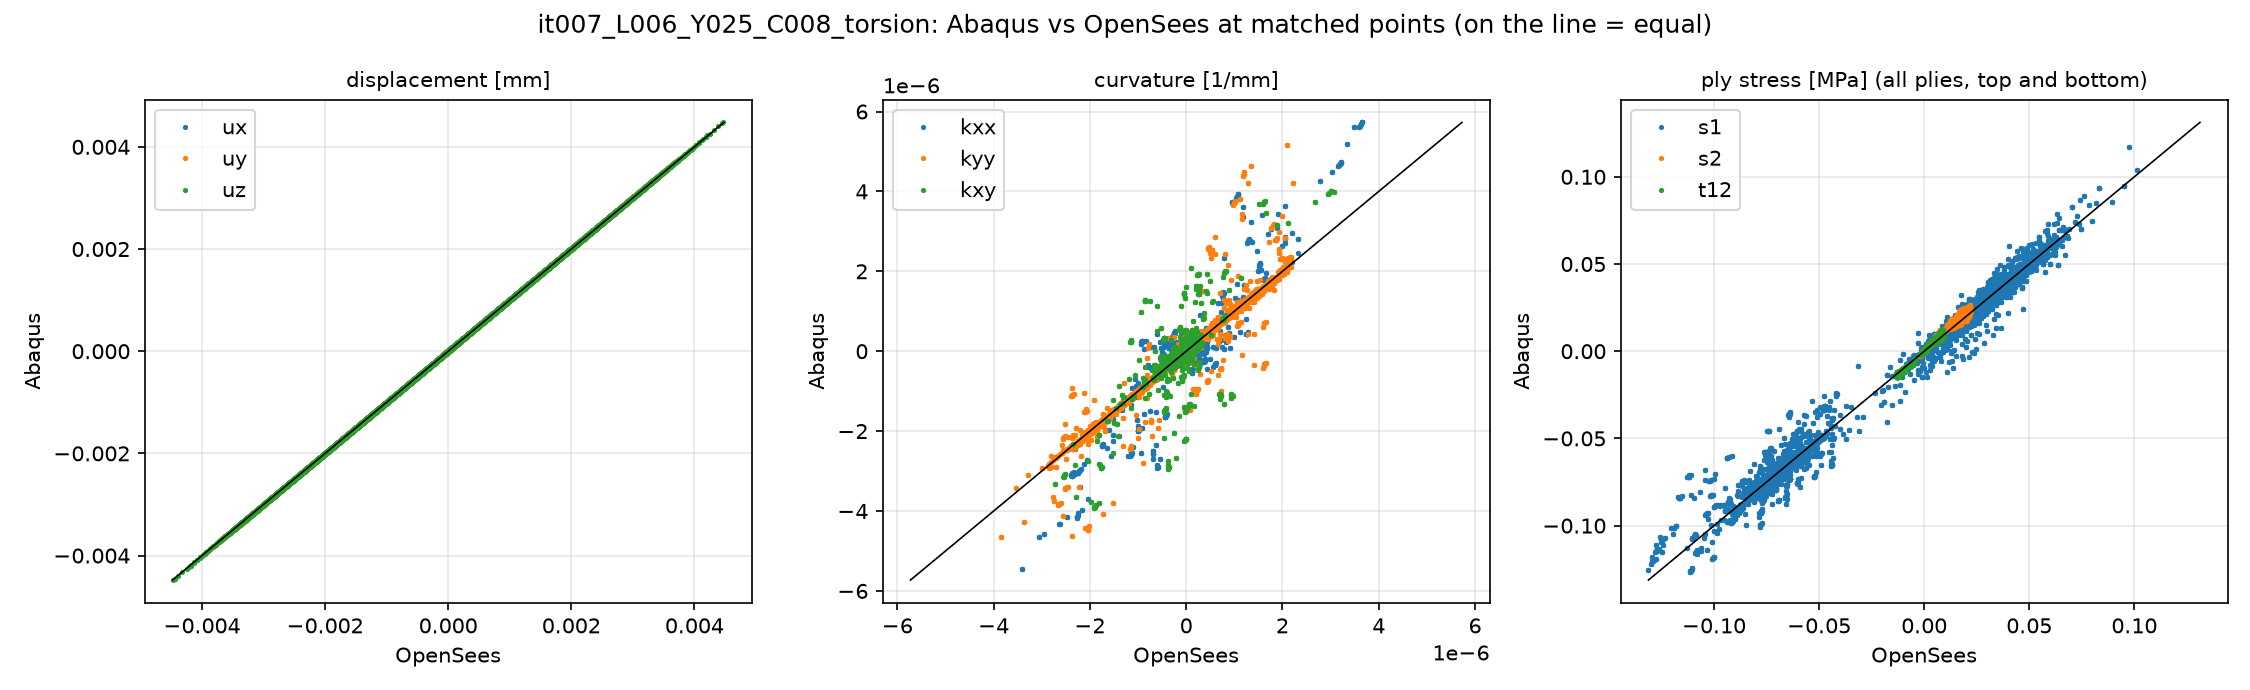 it007_L006_Y025_C008_torsion: Abaqus vs OpenSees at matched points (on the line = equal)
displacement [mm]
ux
uy
uz
0.004
0.002
0.000
−0.002
−0.004
Abaqus
−0.004
−0.002
0.000
0.002
0.004
OpenSees
curvature [1/mm]
1e−6
kxx
kyy
kxy
6
4
2
0
−2
−4
−6
Abaqus
−6
−4
−2
0
2
4
6
1e−6
OpenSees
ply stress [MPa] (all plies, top and bottom)
s1
s2
t12
0.10
0.05
0.00
−0.05
−0.10
Abaqus
−0.10
−0.05
0.00
0.05
0.10
OpenSees